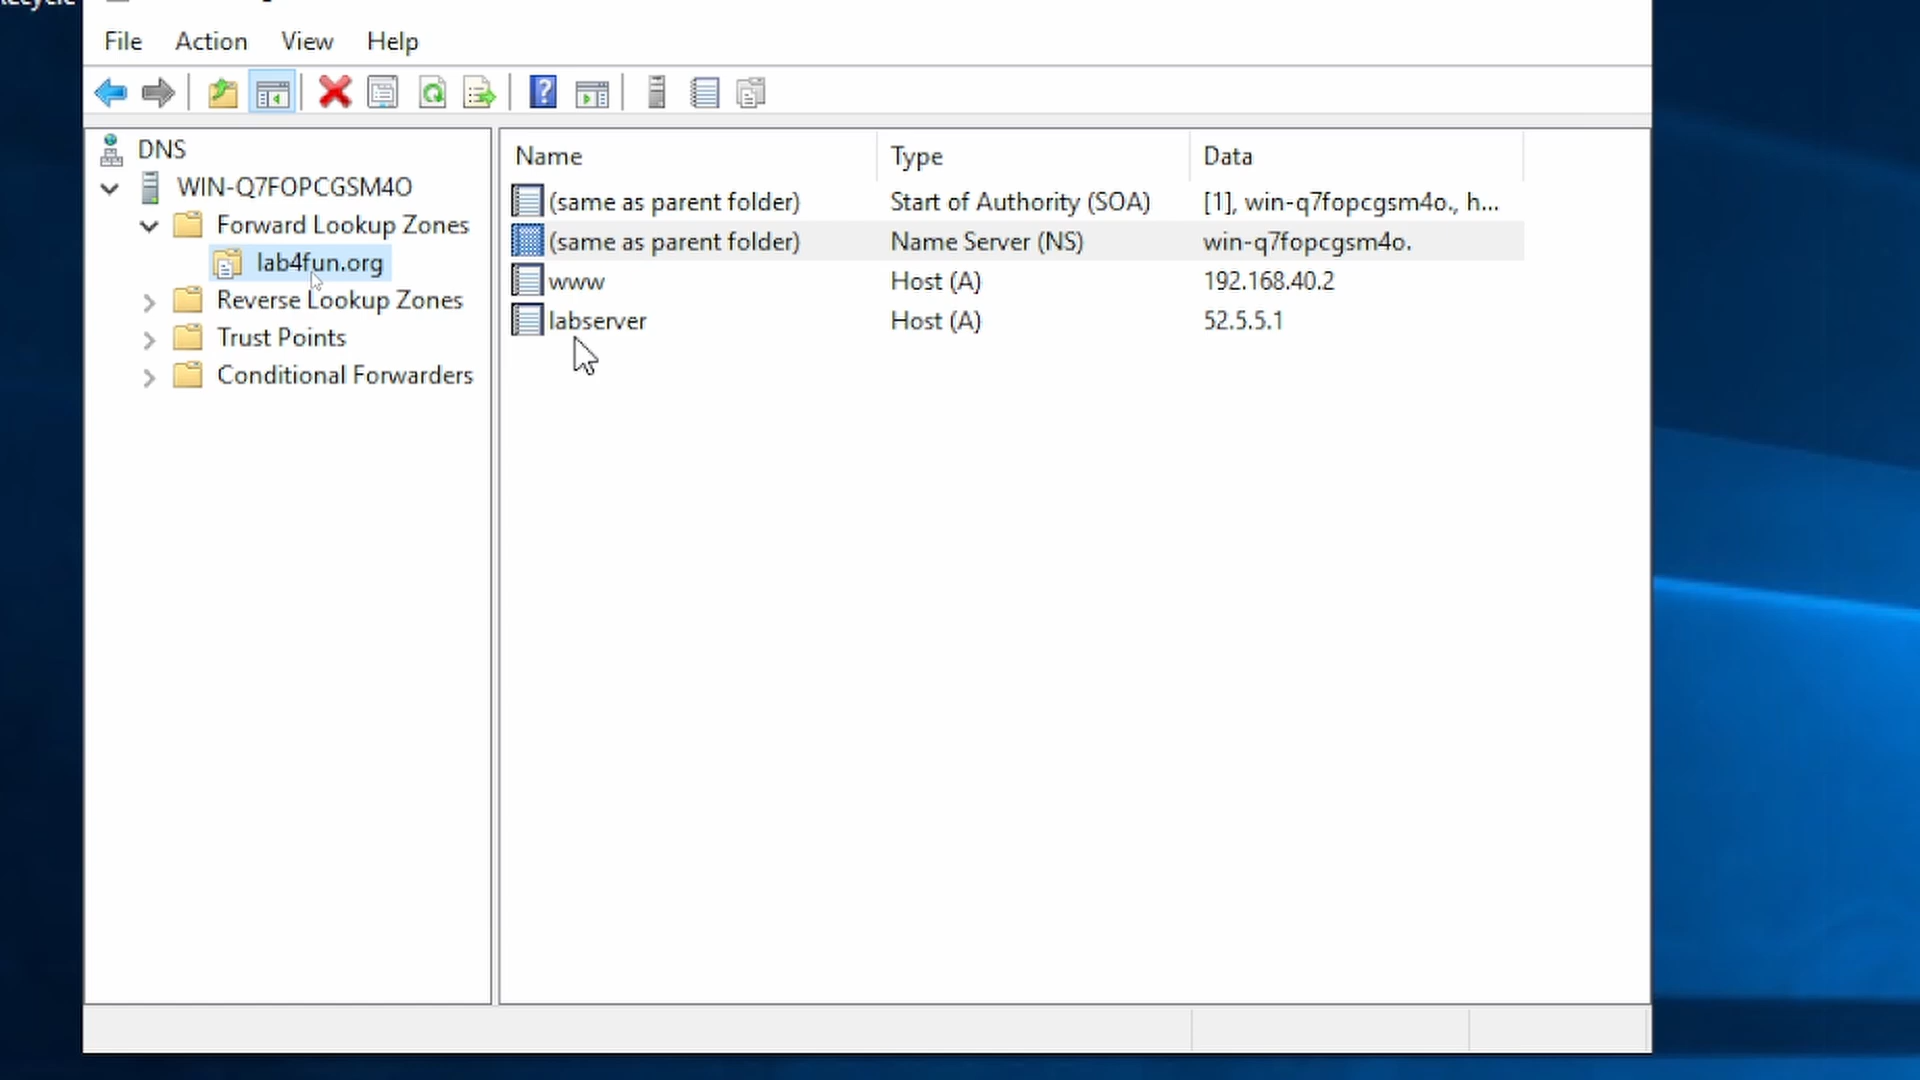 File Action View Help
DNS
WIN-Q7FOPCGSM4O
Forward Lookup Zones
lab4fun.org
Reverse Lookup Zones
Trust Points
Conditional Forwarders
Name Type Data
(same as parent folder) Start of Authority (SOA) [1], win-q7fopcgsm4o., h...
(same as parent folder) Name Server (NS) win-q7fopcgsm4o.
www Host (A) 192.168.40.2
labserver Host (A) 52.5.5.1